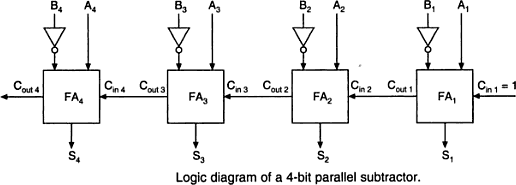 B4 A4 B3 A3 B2 A2 B1 A1
Cout 4 FA4 Cin 4 Cout 3 FA3 Cin 3 Cout 2 FA2 Cin 2 Cout 1 FA1 Cin 1 = 1
S4 S3 S2 S1
Logic diagram of a 4-bit parallel subtractor.